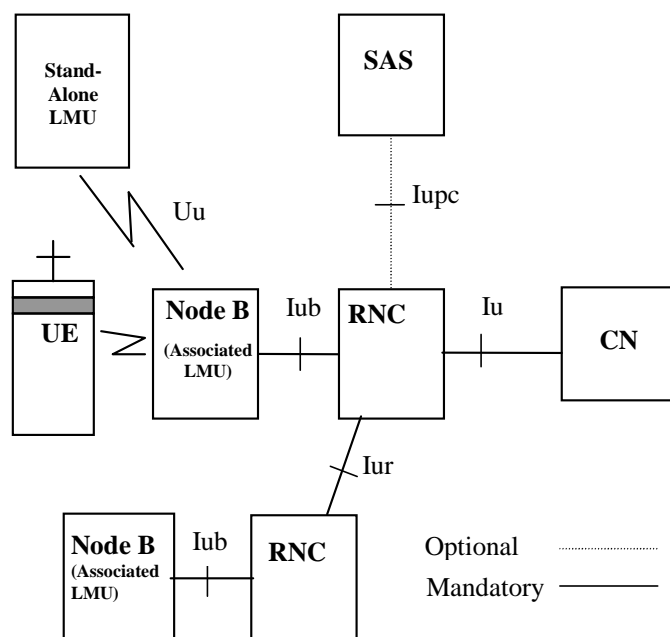 Stand-
Alone
LMU
SAS
Iupc
Uu
UE
Node B
(Associated
LMU)
Iub
RNC
Iu
CN
Iur
Node B
(Associated
LMU)
Iub
RNC
Optional
Mandatory